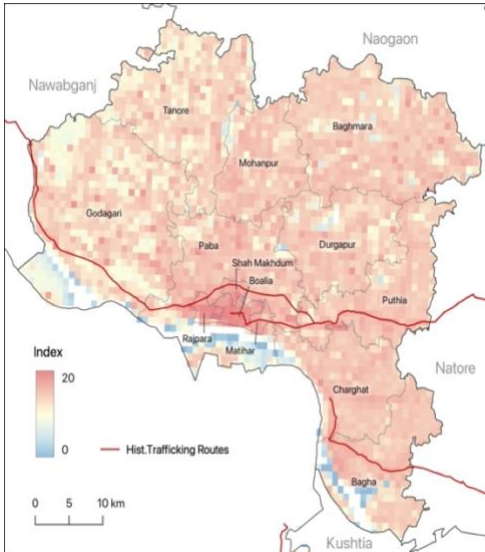 Naogaon
Nawabganj
Tanore
Baghmara
Mohanpur
Godagari
Paba
Durgapur
Shah Makhdum
Boalia
Puthia
Rajpara
Matihar
Index
20
0
Natore
Charghat
Hist.Trafficking Routes
Bagha
0 5 10 km
Kushtia